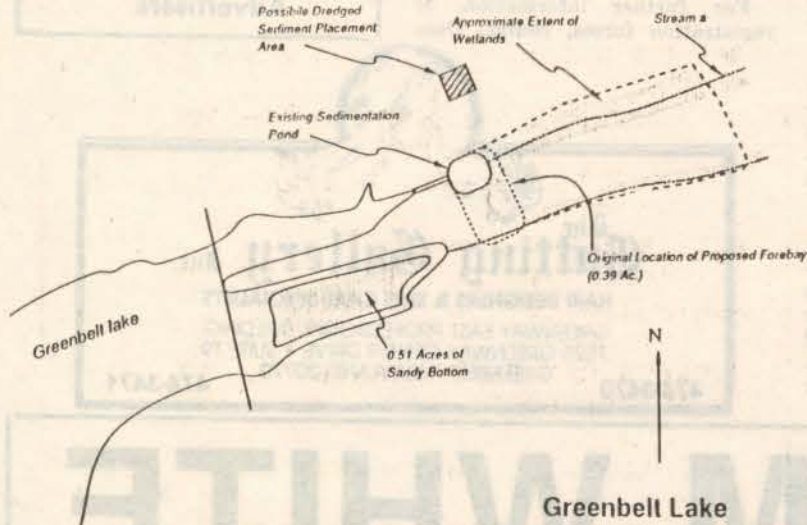 Possibile Dredged
Sediment Placement
Area
Approximate Extent of
Wetlands
Stream a
Existing Sedimentation
Pond
Original Location of Proposed Forebay
(0.39 Ac.)
Greenbelt lake
0.51 Acres of
Sandy Bottom
N
Greenbelt Lake